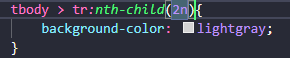 tbody > tr:nth-child(2n){
background-color: lightgray;
}